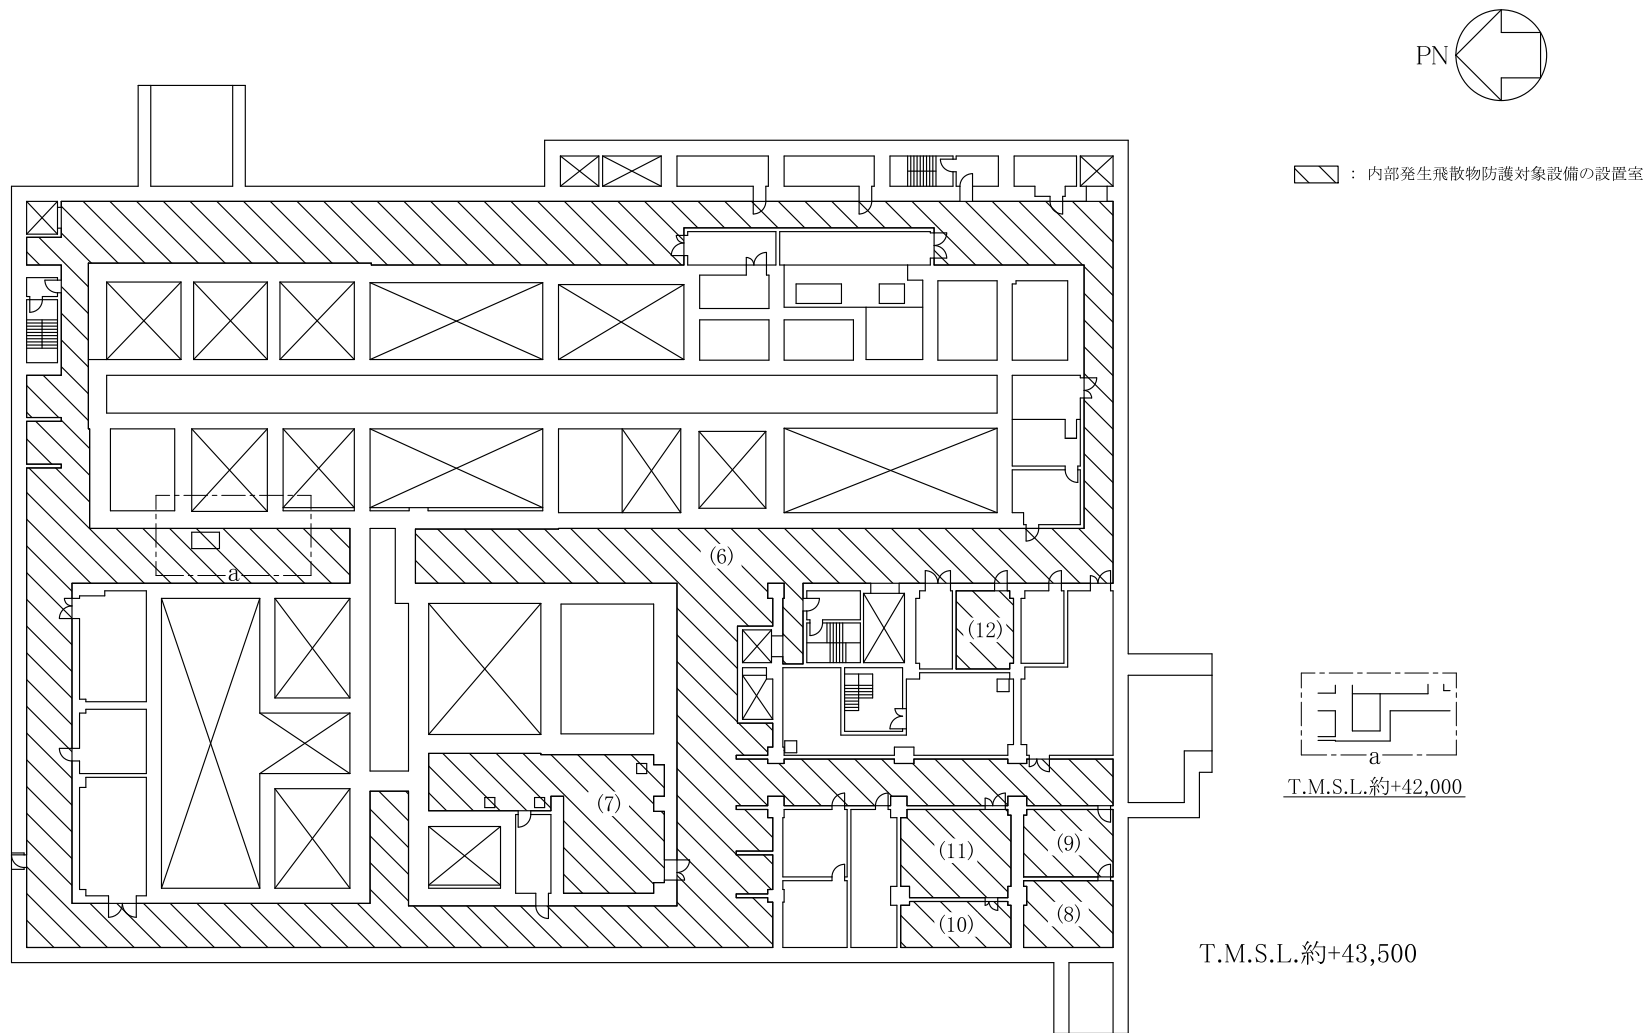 PN
： 内部発生飛散物防護対象設備の設置室
(6)
a
(12)
(7)
a
T.M.S.L.約+42,000
(11)
(9)
(10)
(8)
T.M.S.L.約+43,500